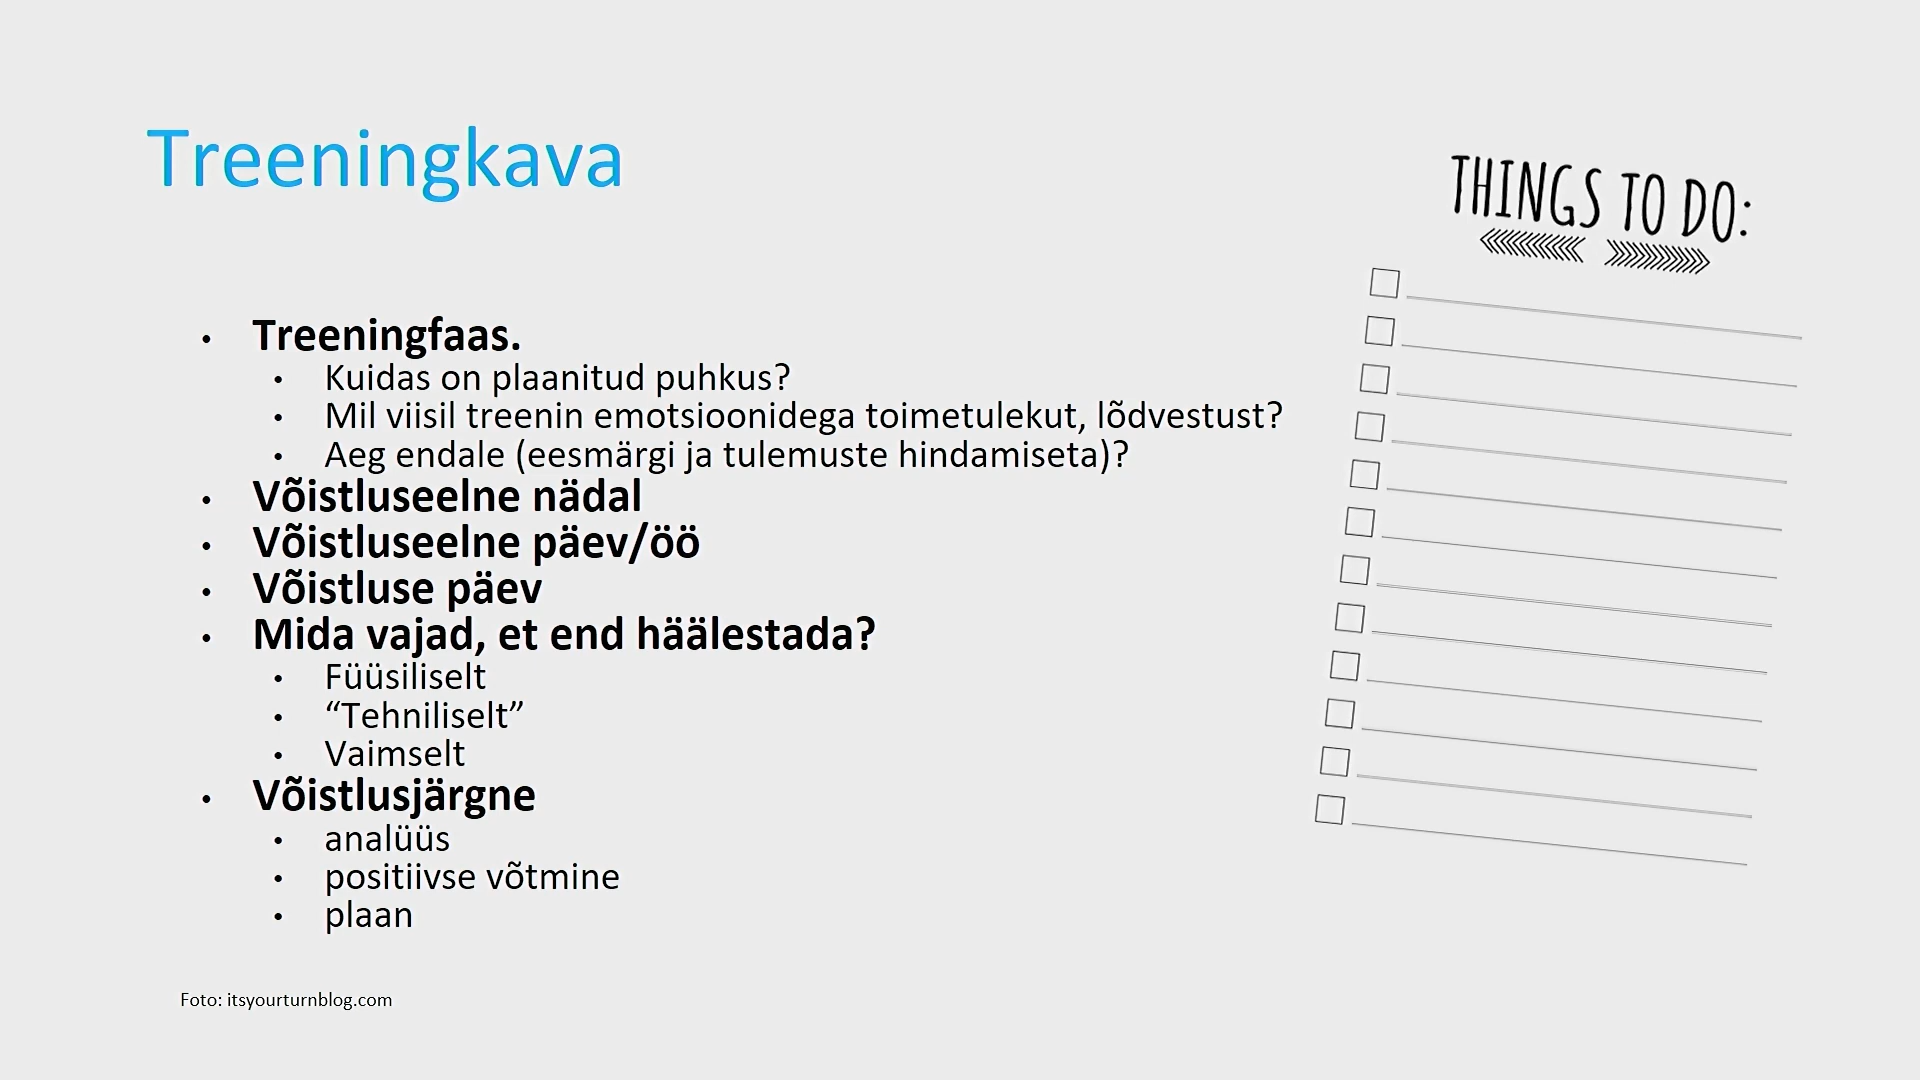 Treeningkava
THINGS TO DO:
• Treeningfaas.
• Kuidas on plaanitud puhkus?
• Mil viisil treenin emotsioonidega toimetulekut, lõdvestust?
• Aeg endale (eesmärgi ja tulemuste hindamiseta)?
• Võistluseelne nädal
• Võistluseelne päev/öö
• Võistluse päev
• Mida vajad, et end häälestada?
• Füüsiliselt
• “Tehniliselt”
• Vaimselt
• Võistlusjärgne
• analüüs
• positiivse võtmine
• plaan
Foto: itsyourturnblog.com